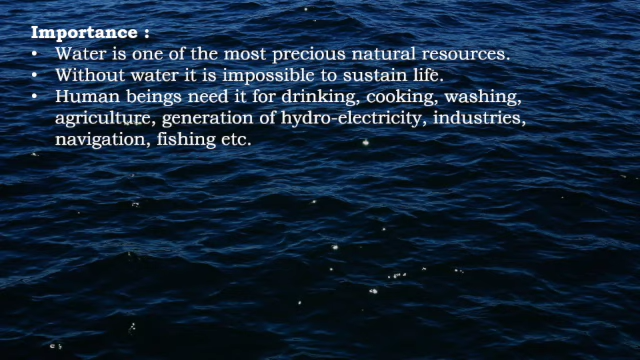 Importance :
• Water is one of the most precious natural resources.
• Without water it is impossible to sustain life.
• Human beings need it for drinking, cooking, washing,
agriculture, generation of hydro-electricity, industries,
navigation, fishing etc.